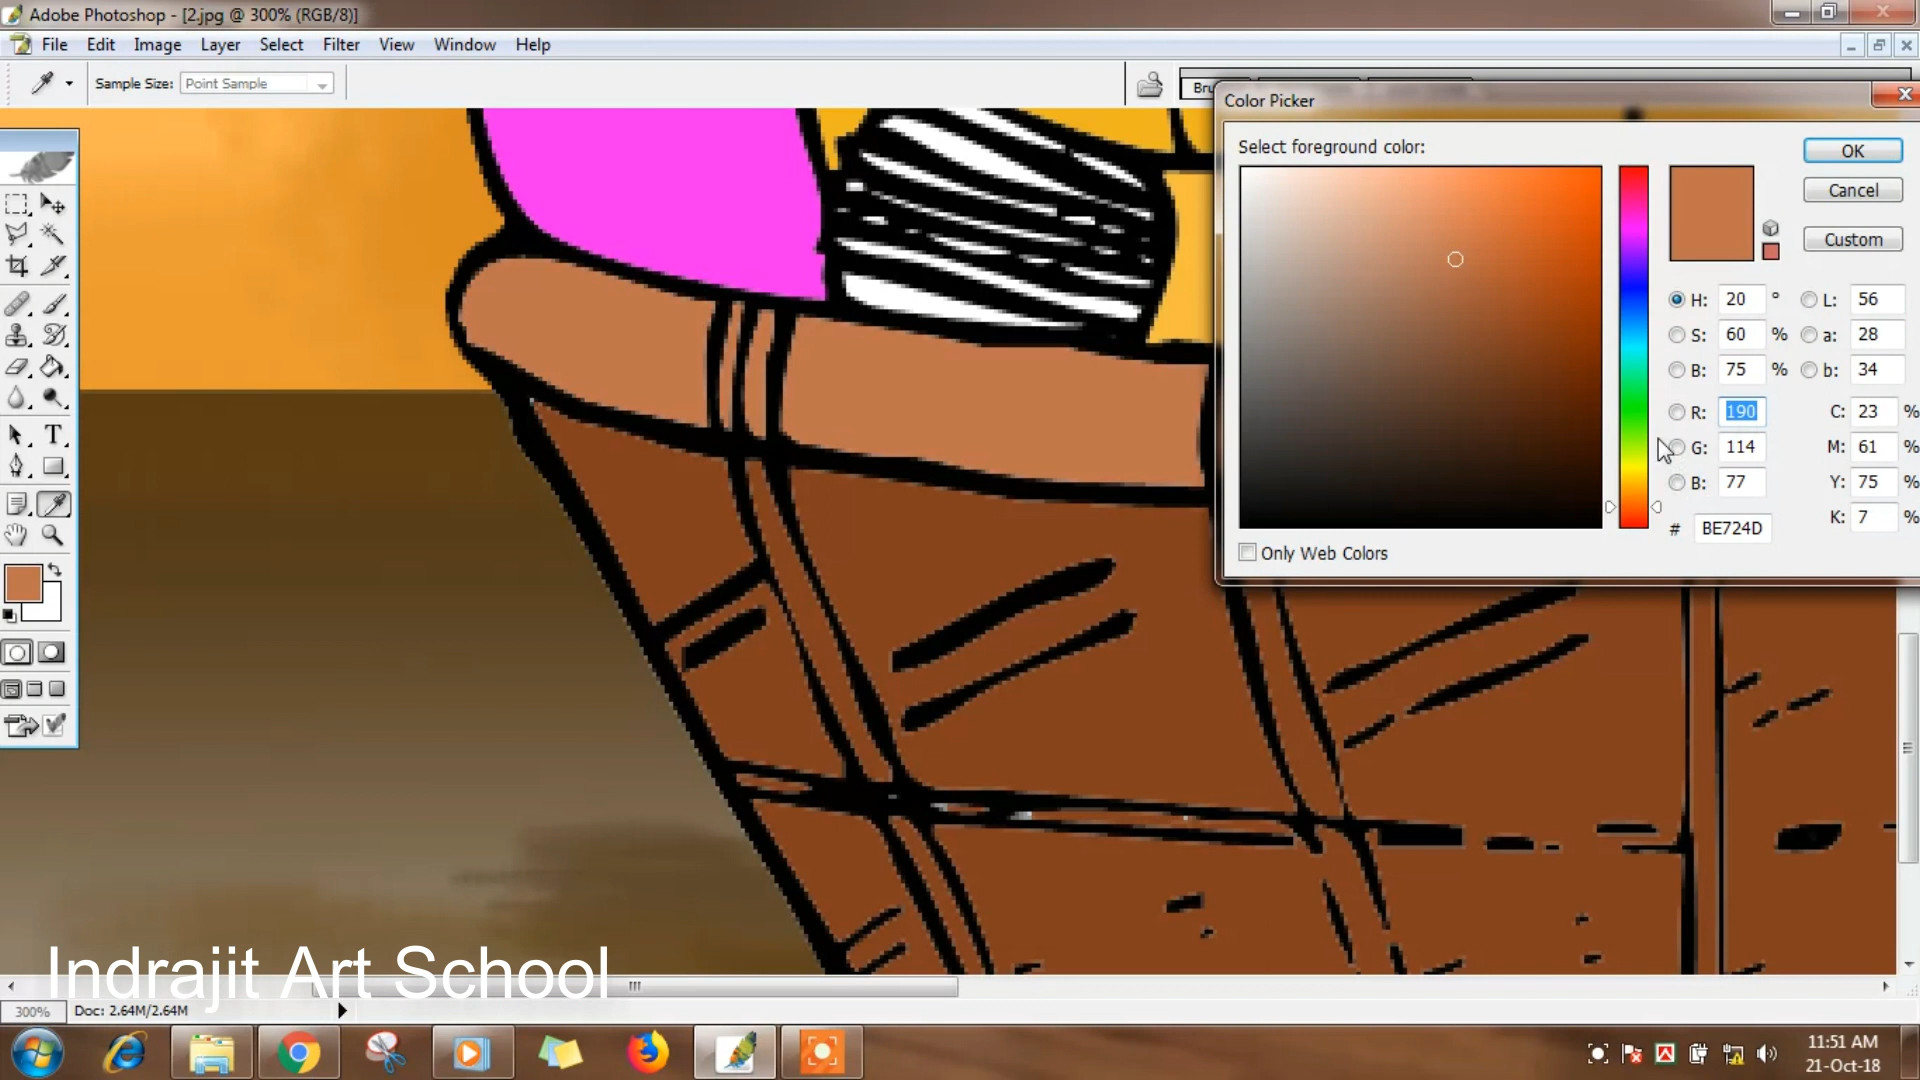 Adobe Photoshop - [2.jpg @ 300% (RGB/8)]
File Edit Image Layer Select Filter View Window Help
Sample Size: Point Sample
Color Picker
Select foreground color:
OK
Cancel
Custom
H: 20 ° L: 56
S: 60 % a: 28
B: 75 % b: 34
R: 190 C: 23 %
G: 114 M: 61 %
B: 77 Y: 75 %
# BE724D K: 7 %
Only Web Colors
Indrajit Art School
300% Doc: 2.64M/2.64M
11:51 AM
21-Oct-18